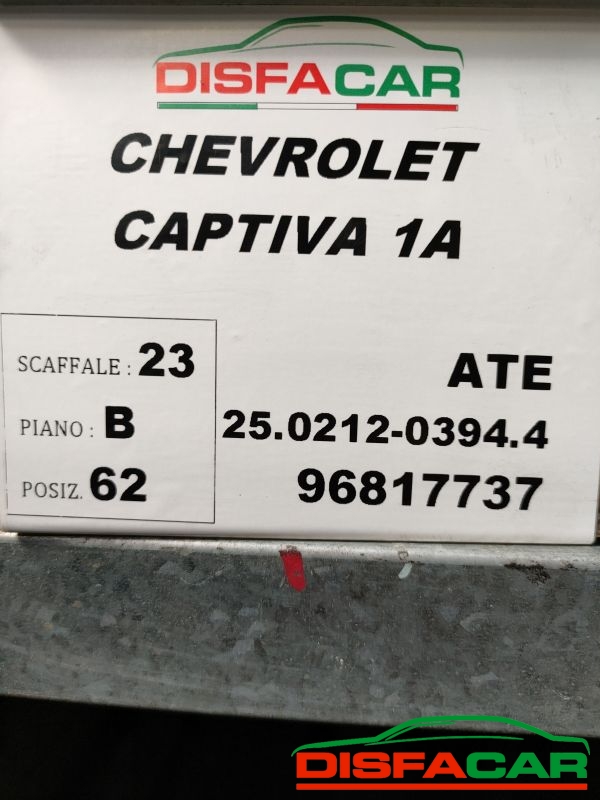 DISFACAR
CHEVROLET
CAPTIVA 1A
SCAFFALE : 23
PIANO : B
POSIZ. 62
ATE
25.0212-0394.4
96817737
DISFACAR